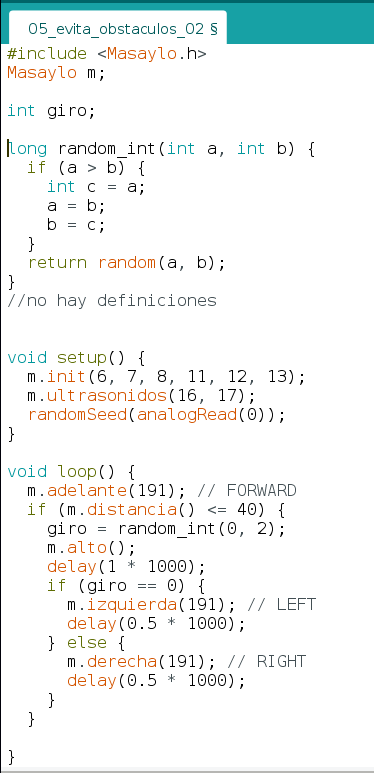 05_evita_obstaculos_02 §
#include <Masaylo.h>
Masaylo m;
int giro;
long random_int(int a, int b) {
  if (a > b) {
    int c = a;
    a = b;
    b = c;
  }
  return random(a, b);
}
//no hay definiciones
void setup() {
  m.init(6, 7, 8, 11, 12, 13);
  m.ultrasonidos(16, 17);
  randomSeed(analogRead(0));
}
void loop() {
  m.adelante(191); // FORWARD
  if (m.distancia() <= 40) {
    giro = random_int(0, 2);
    m.alto();
    delay(1 * 1000);
    if (giro == 0) {
      m.izquierda(191); // LEFT
      delay(0.5 * 1000);
    } else {
      m.derecha(191); // RIGHT
      delay(0.5 * 1000);
    }
  }
}